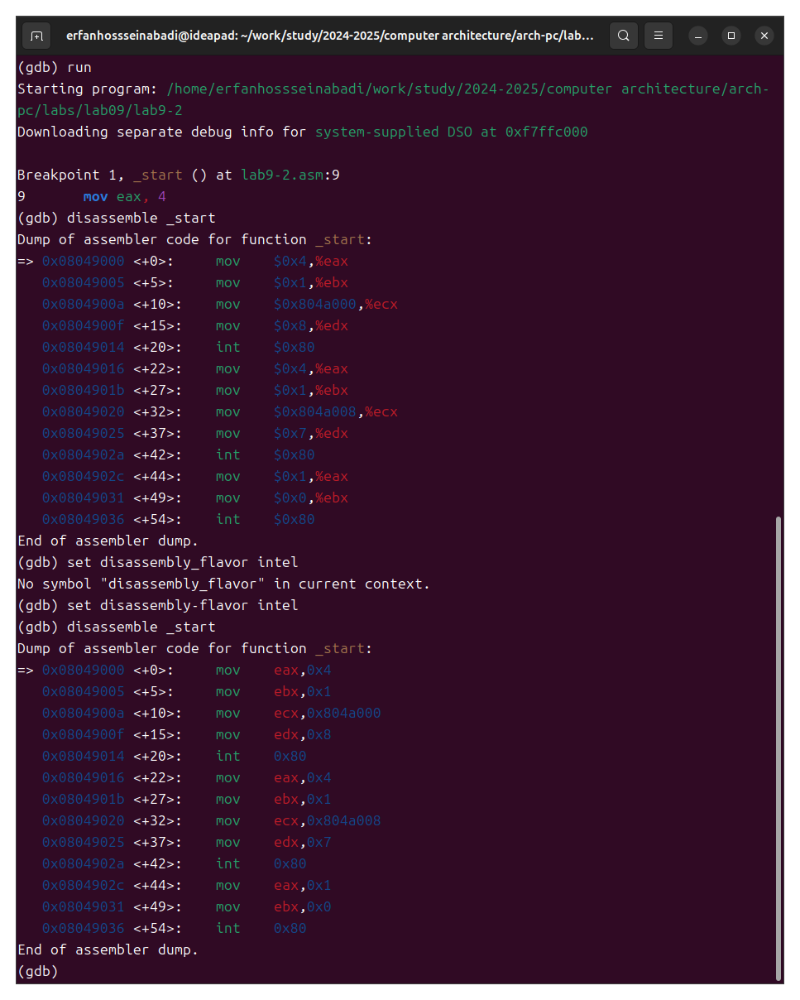 erfanhossseinabadi@ideapad: ~/work/study/2024-2025/computer architecture/arch-pc/lab...
(gdb) run
Starting program: /home/erfanhossseinabadi/work/study/2024-2025/computer architecture/arch-
pc/labs/lab09/lab9-2
Downloading separate debug info for system-supplied DSO at 0xf7ffc000
Breakpoint 1, _start () at lab9-2.asm:9
9       mov eax, 4
(gdb) disassemble _start
Dump of assembler code for function _start:
=> 0x08049000 <+0>:     mov    $0x4,%eax
   0x08049005 <+5>:     mov    $0x1,%ebx
   0x0804900a <+10>:    mov    $0x804a000,%ecx
   0x0804900f <+15>:    mov    $0x8,%edx
   0x08049014 <+20>:    int    $0x80
   0x08049016 <+22>:    mov    $0x4,%eax
   0x0804901b <+27>:    mov    $0x1,%ebx
   0x08049020 <+32>:    mov    $0x804a008,%ecx
   0x08049025 <+37>:    mov    $0x7,%edx
   0x0804902a <+42>:    int    $0x80
   0x0804902c <+44>:    mov    $0x1,%eax
   0x08049031 <+49>:    mov    $0x0,%ebx
   0x08049036 <+54>:    int    $0x80
End of assembler dump.
(gdb) set disassembly_flavor intel
No symbol "disassembly_flavor" in current context.
(gdb) set disassembly-flavor intel
(gdb) disassemble _start
Dump of assembler code for function _start:
=> 0x08049000 <+0>:     mov    eax,0x4
   0x08049005 <+5>:     mov    ebx,0x1
   0x0804900a <+10>:    mov    ecx,0x804a000
   0x0804900f <+15>:    mov    edx,0x8
   0x08049014 <+20>:    int    0x80
   0x08049016 <+22>:    mov    eax,0x4
   0x0804901b <+27>:    mov    ebx,0x1
   0x08049020 <+32>:    mov    ecx,0x804a008
   0x08049025 <+37>:    mov    edx,0x7
   0x0804902a <+42>:    int    0x80
   0x0804902c <+44>:    mov    eax,0x1
   0x08049031 <+49>:    mov    ebx,0x0
   0x08049036 <+54>:    int    0x80
End of assembler dump.
(gdb)